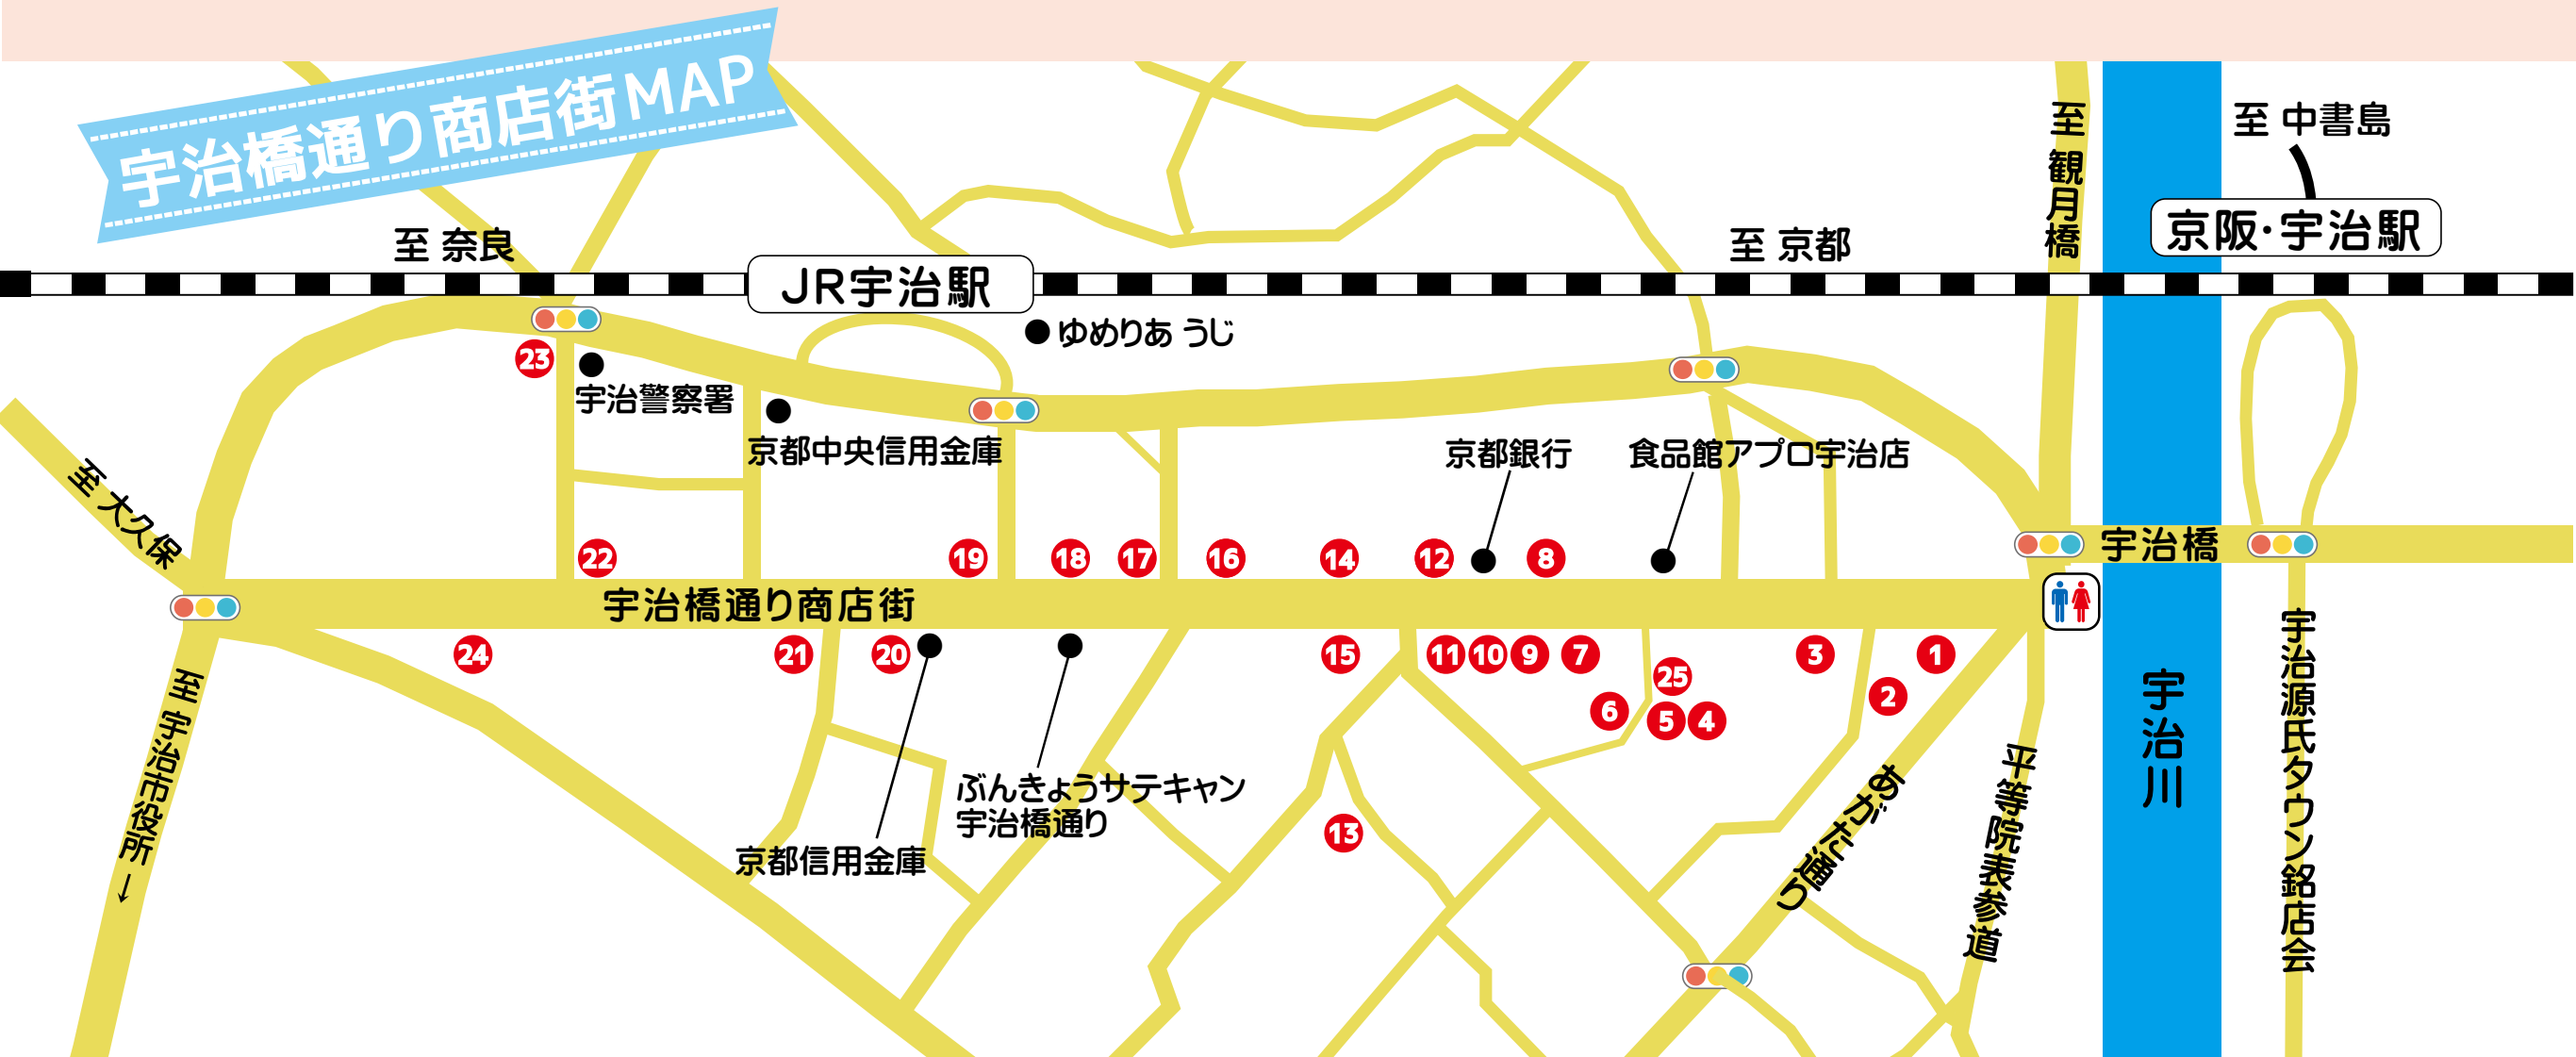 宇治橋通り商店街MAP
至 観月橋
至 中書島
京阪・宇治駅
至 奈良
至 京都
JR宇治駅
ゆめりあ うじ
23
宇治警察署
京都中央信用金庫
京都銀行
食品館アプロ宇治店
至 大久保
22
19
18
17
16
14
12
8
宇治橋
宇治橋通り商店街
24
21
20
15
11
10
9
7
3
1
25
2
6
5
4
至 宇治市役所→
ぶんきょうサテキャン
宇治橋通り
京都信用金庫
13
あがた通り
平等院表参道
宇治川
宇治源氏タウン銘店会